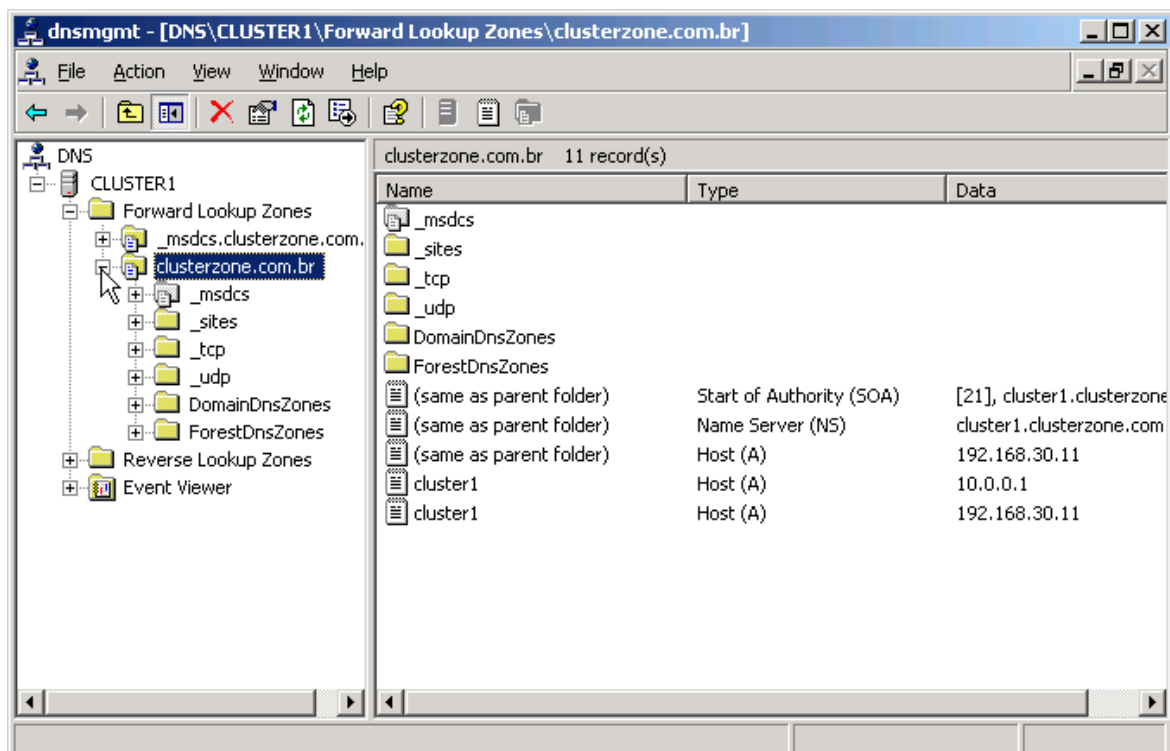 dnsmgmt - [DNS\CLUSTER1\Forward Lookup Zones\clusterzone.com.br]
File Action View Window Help
DNS
CLUSTER1
Forward Lookup Zones
_msdcs.clusterzone.com.
clusterzone.com.br
_msdcs
_sites
_tcp
_udp
DomainDnsZones
ForestDnsZones
Reverse Lookup Zones
Event Viewer
clusterzone.com.br 11 record(s)
Name Type Data
_msdcs
_sites
_tcp
_udp
DomainDnsZones
ForestDnsZones
(same as parent folder) Start of Authority (SOA) [21], cluster1.clusterzone
(same as parent folder) Name Server (NS) cluster1.clusterzone.com
(same as parent folder) Host (A) 192.168.30.11
cluster1 Host (A) 10.0.0.1
cluster1 Host (A) 192.168.30.11